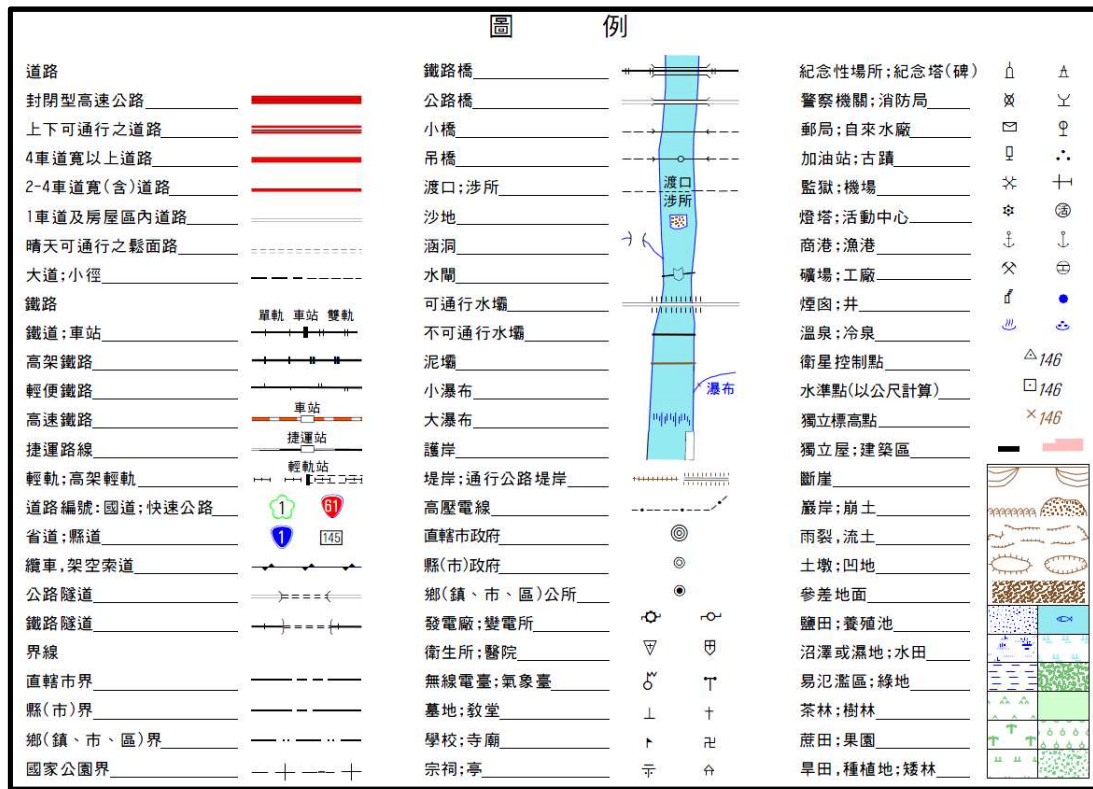 圖 例
道路
封閉型高速公路
上下可通行之道路
4車道寬以上道路
2-4車道寬(含)道路
1車道及房屋區內道路
晴天可通行之鬆面路
大道;小徑
鐵路
單軌 車站 雙軌
鐵道;車站
高架鐵路
輕便鐵路
車站
高速鐵路
捷運站
捷運路線
輕軌站
輕軌;高架輕軌
道路編號:國道;快速公路 1 61
省道;縣道 1 145
纜車,架空索道
公路隧道
鐵路隧道
界線
直轄市界
縣(市)界
鄉(鎮、市、區)界
國家公園界
鐵路橋
公路橋
小橋
吊橋
渡口;涉所
渡口
涉所
沙地
涵洞
水閘
可通行水壩
不可通行水壩
泥壩
小瀑布
瀑布
大瀑布
護岸
堤岸;通行公路堤岸
高壓電線
直轄市政府
縣(市)政府
鄉(鎮、市、區)公所
發電廠;變電所
衛生所;醫院
無線電臺;氣象臺
墓地;教堂
學校;寺廟
宗祠;亭
紀念性場所;紀念塔(碑)
警察機關;消防局
郵局;自來水廠
加油站;古蹟
監獄;機場
燈塔;活動中心 活
商港;漁港
礦場;工廠
煙囪;井
溫泉;冷泉
衛星控制點 146
水準點(以公尺計算) 146
獨立標高點 146
獨立屋;建築區
斷崖
巖岸;崩土
雨裂,流土
土墩;凹地
參差地面
鹽田;養殖池
沼澤或濕地;水田
易氾濫區;綠地
茶林;樹林
蔗田;果園
旱田,種植地;矮林